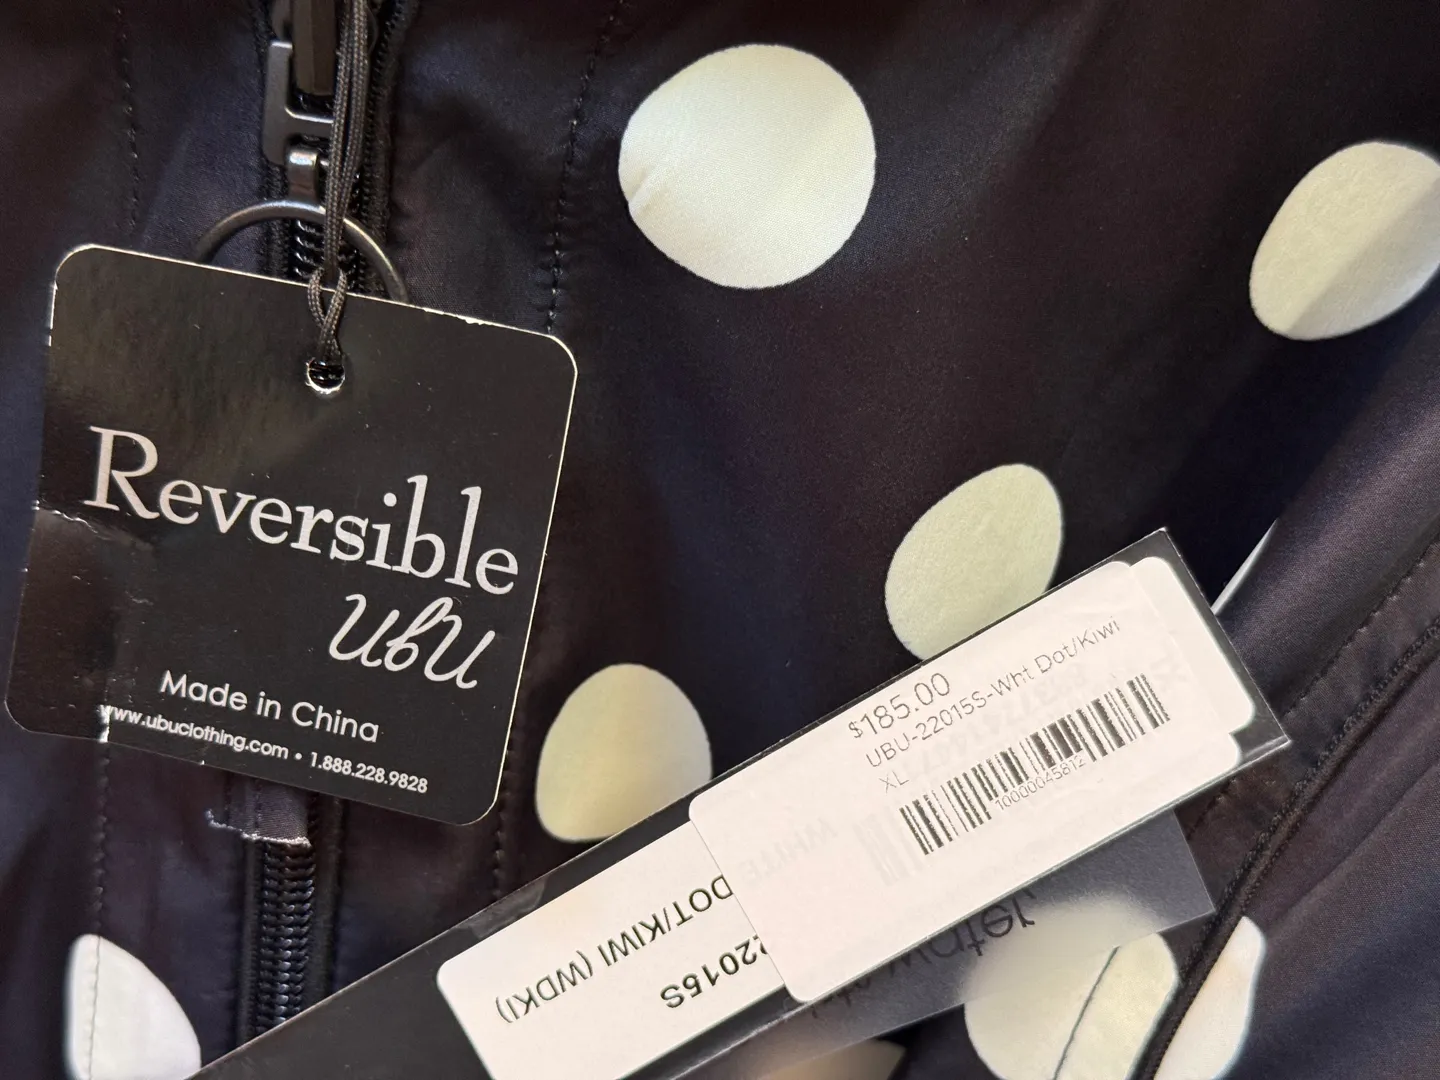 Reversible
UbU
Made in China
www.ubuclothing.com • 1.888.228.9828
$185.00
UBU-22015S-Wht Dot/Kiwi
XL
10000045812
22015S
DOT/KIWI (WDKI)